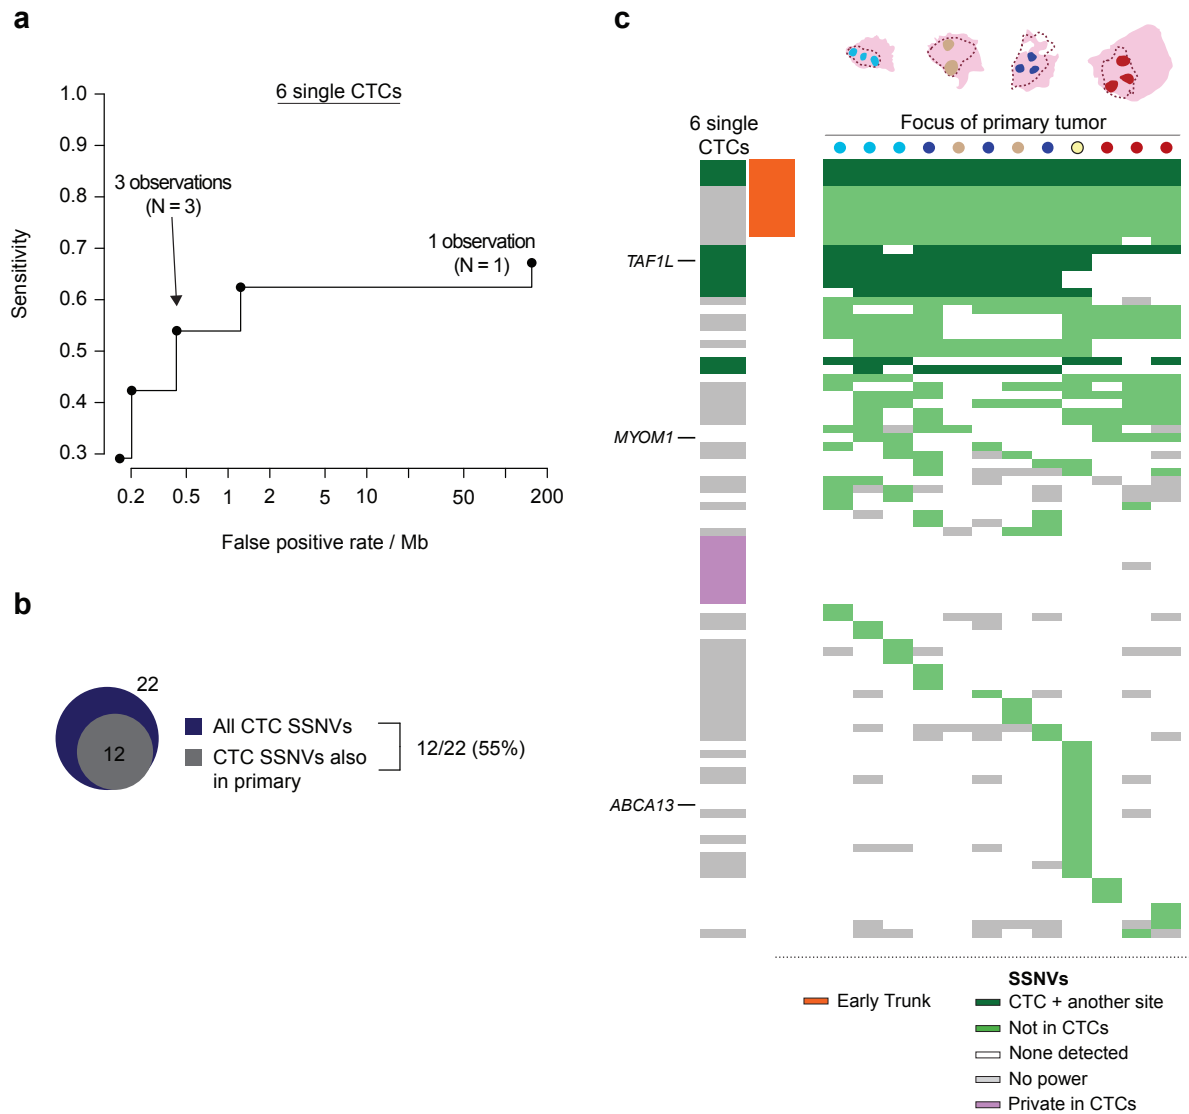 a
6 single CTCs
1.0
0.9
0.8
0.7
0.6
0.5
0.4
0.3
Sensitivity
3 observations
(N = 3)
1 observation
(N = 1)
0.2
0.5
1
2
5
10
50
200
False positive rate / Mb
b
22
12
All CTC SSNVs
CTC SSNVs also
in primary
12/22 (55%)
c
6 single
CTCs
Focus of primary tumor
TAF1L
MYOM1
ABCA13
Early Trunk
SSNVs
CTC + another site
Not in CTCs
None detected
No power
Private in CTCs